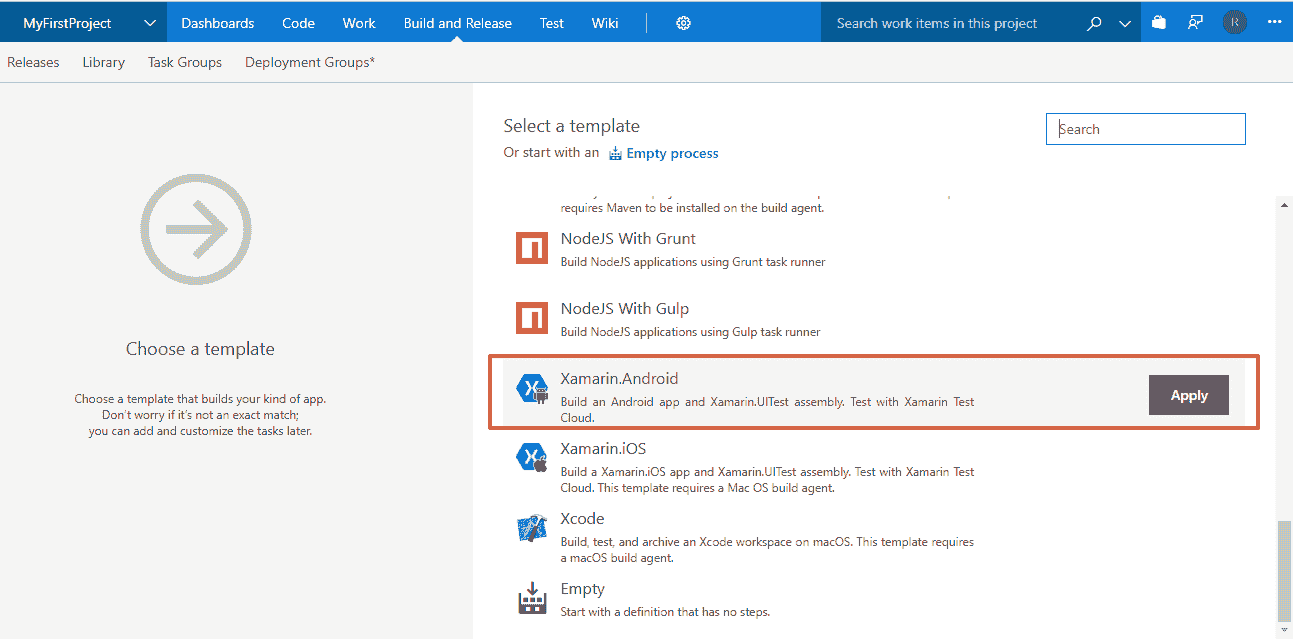 MyFirstProject
Dashboards Code Work Build and Release Test Wiki
Search work items in this project
R
Releases Library Task Groups Deployment Groups*
Select a template
Or start with an Empty process
Search
Choose a template
Choose a template that builds your kind of app.
Don't worry if it's not an exact match;
you can add and customize the tasks later.
requires Maven to be installed on the build agent.
NodeJS With Grunt
Build NodeJS applications using Grunt task runner
NodeJS With Gulp
Build NodeJS applications using Gulp task runner
Xamarin.Android
Build an Android app and Xamarin.UITest assembly. Test with Xamarin Test
Cloud.
Apply
Xamarin.iOS
Build a Xamarin.iOS app and Xamarin.UITest assembly. Test with Xamarin Test
Cloud. This template requires a Mac OS build agent.
Xcode
Build, test, and archive an Xcode workspace on macOS. This template requires
a macOS build agent.
Empty
Start with a definition that has no steps.